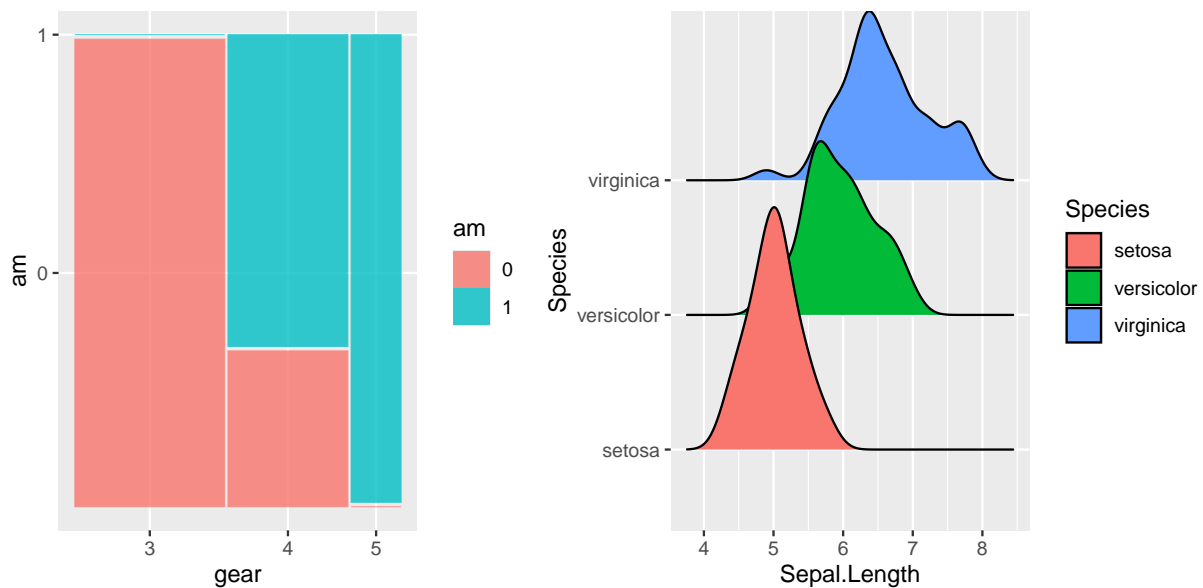 1
0
am
3 4 5
gear
am
0
1
virginica
versicolor
setosa
Species
4 5 6 7 8
Sepal.Length
Species
setosa
versicolor
virginica